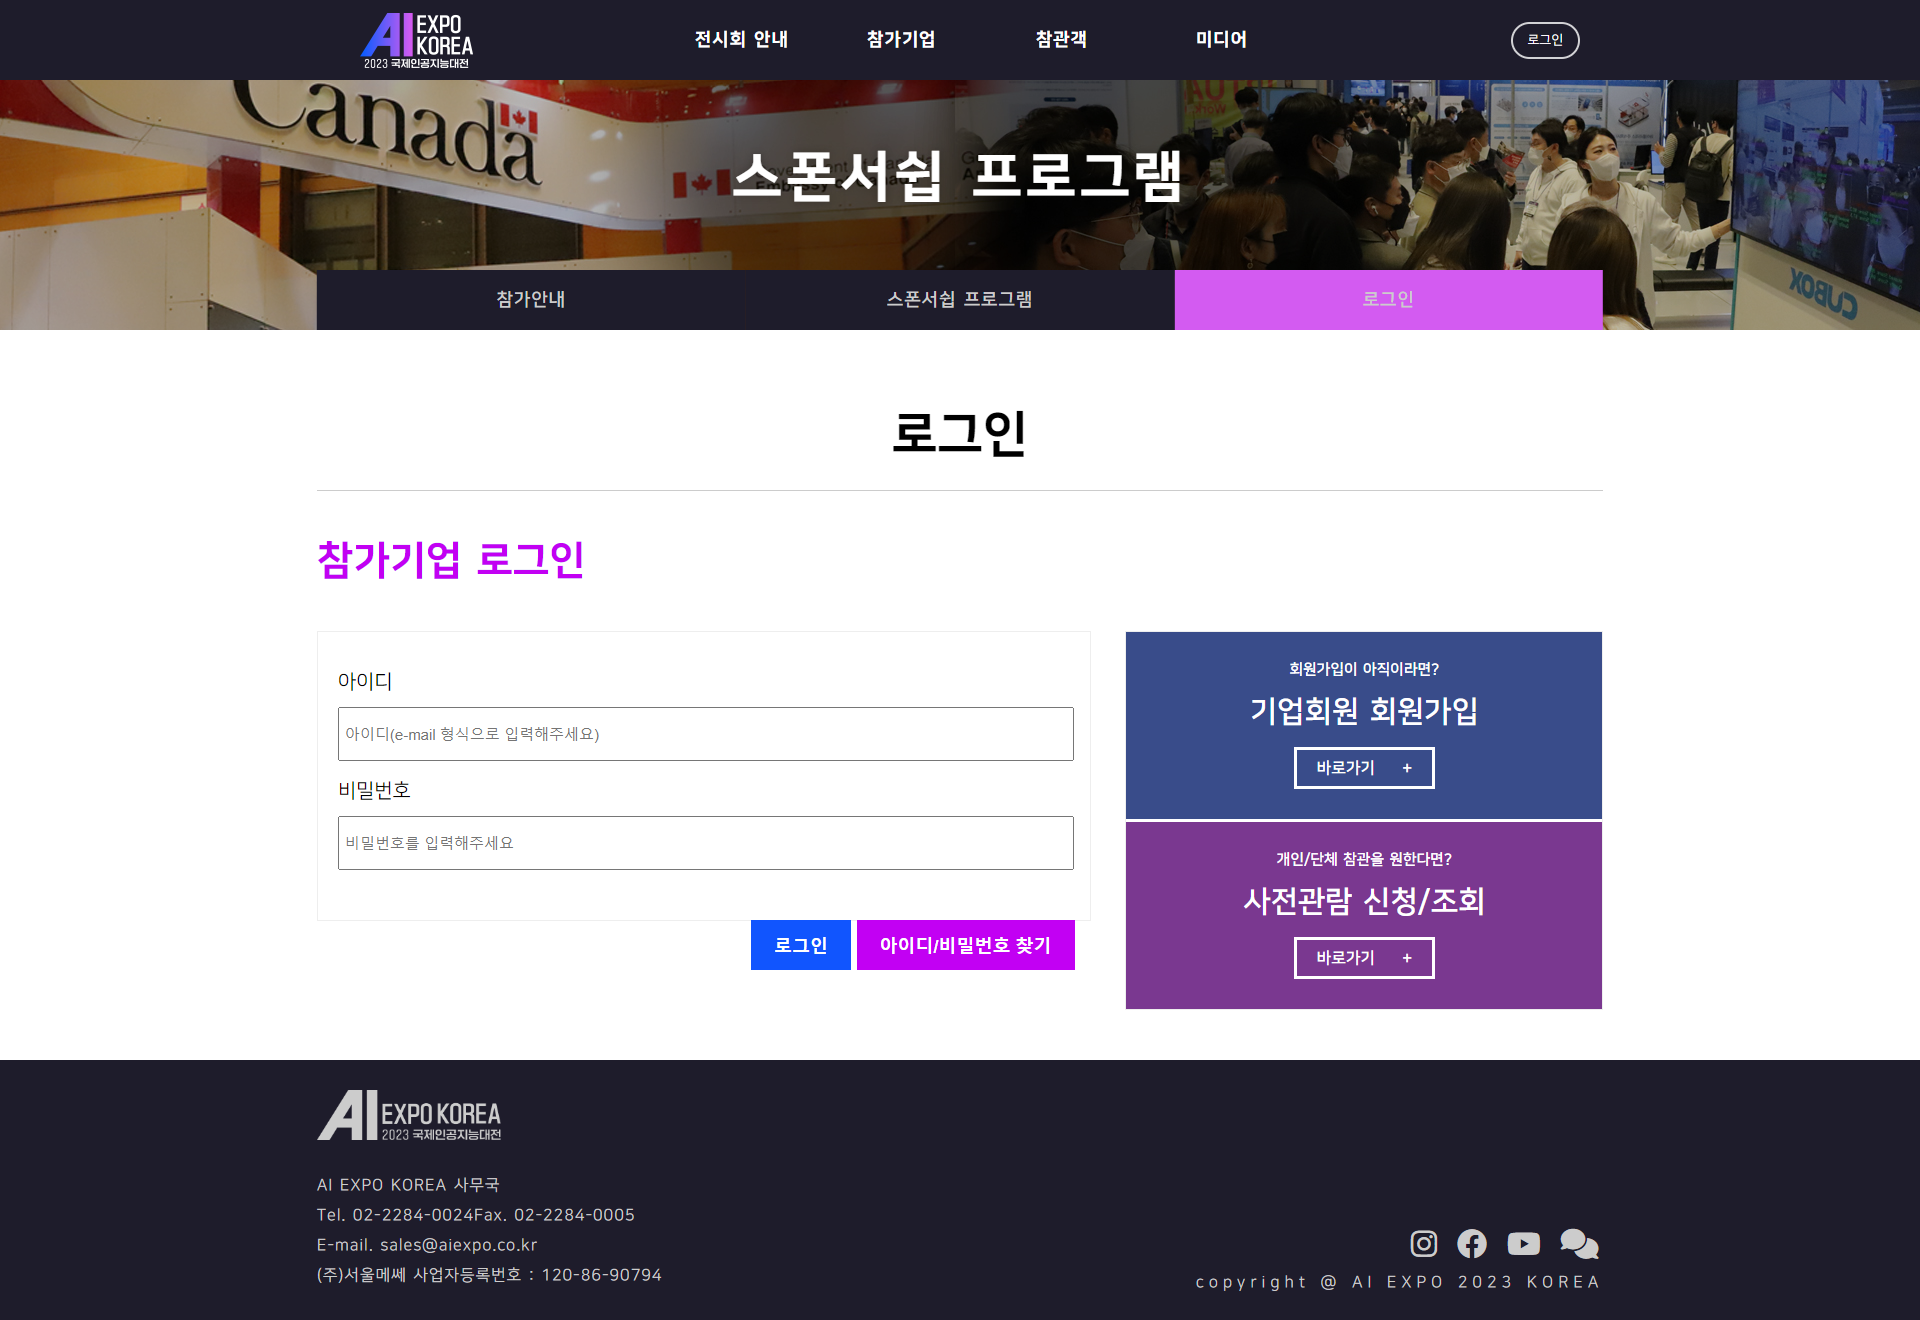 AI EXPO KOREA
2023 국제인공지능대전
전시회 안내
참가기업
참관객
미디어
로그인
Canada
스폰서쉽 프로그램
CUBOX
참가안내
스폰서쉽 프로그램
로그인
로그인
참가기업 로그인
아이디
아이디(e-mail 형식으로 입력해주세요)
비밀번호
비밀번호를 입력해주세요
로그인
아이디/비밀번호 찾기
회원가입이 아직이라면?
기업회원 회원가입
바로가기 +
개인/단체 참관을 원한다면?
사전관람 신청/조회
바로가기 +
AI EXPO KOREA
2023 국제인공지능대전
AI EXPO KOREA 사무국
Tel. 02-2284-0024Fax. 02-2284-0005
E-mail. sales@aiexpo.co.kr
(주)서울메쎄 사업자등록번호 : 120-86-90794
copyright @ AI EXPO 2023 KOREA